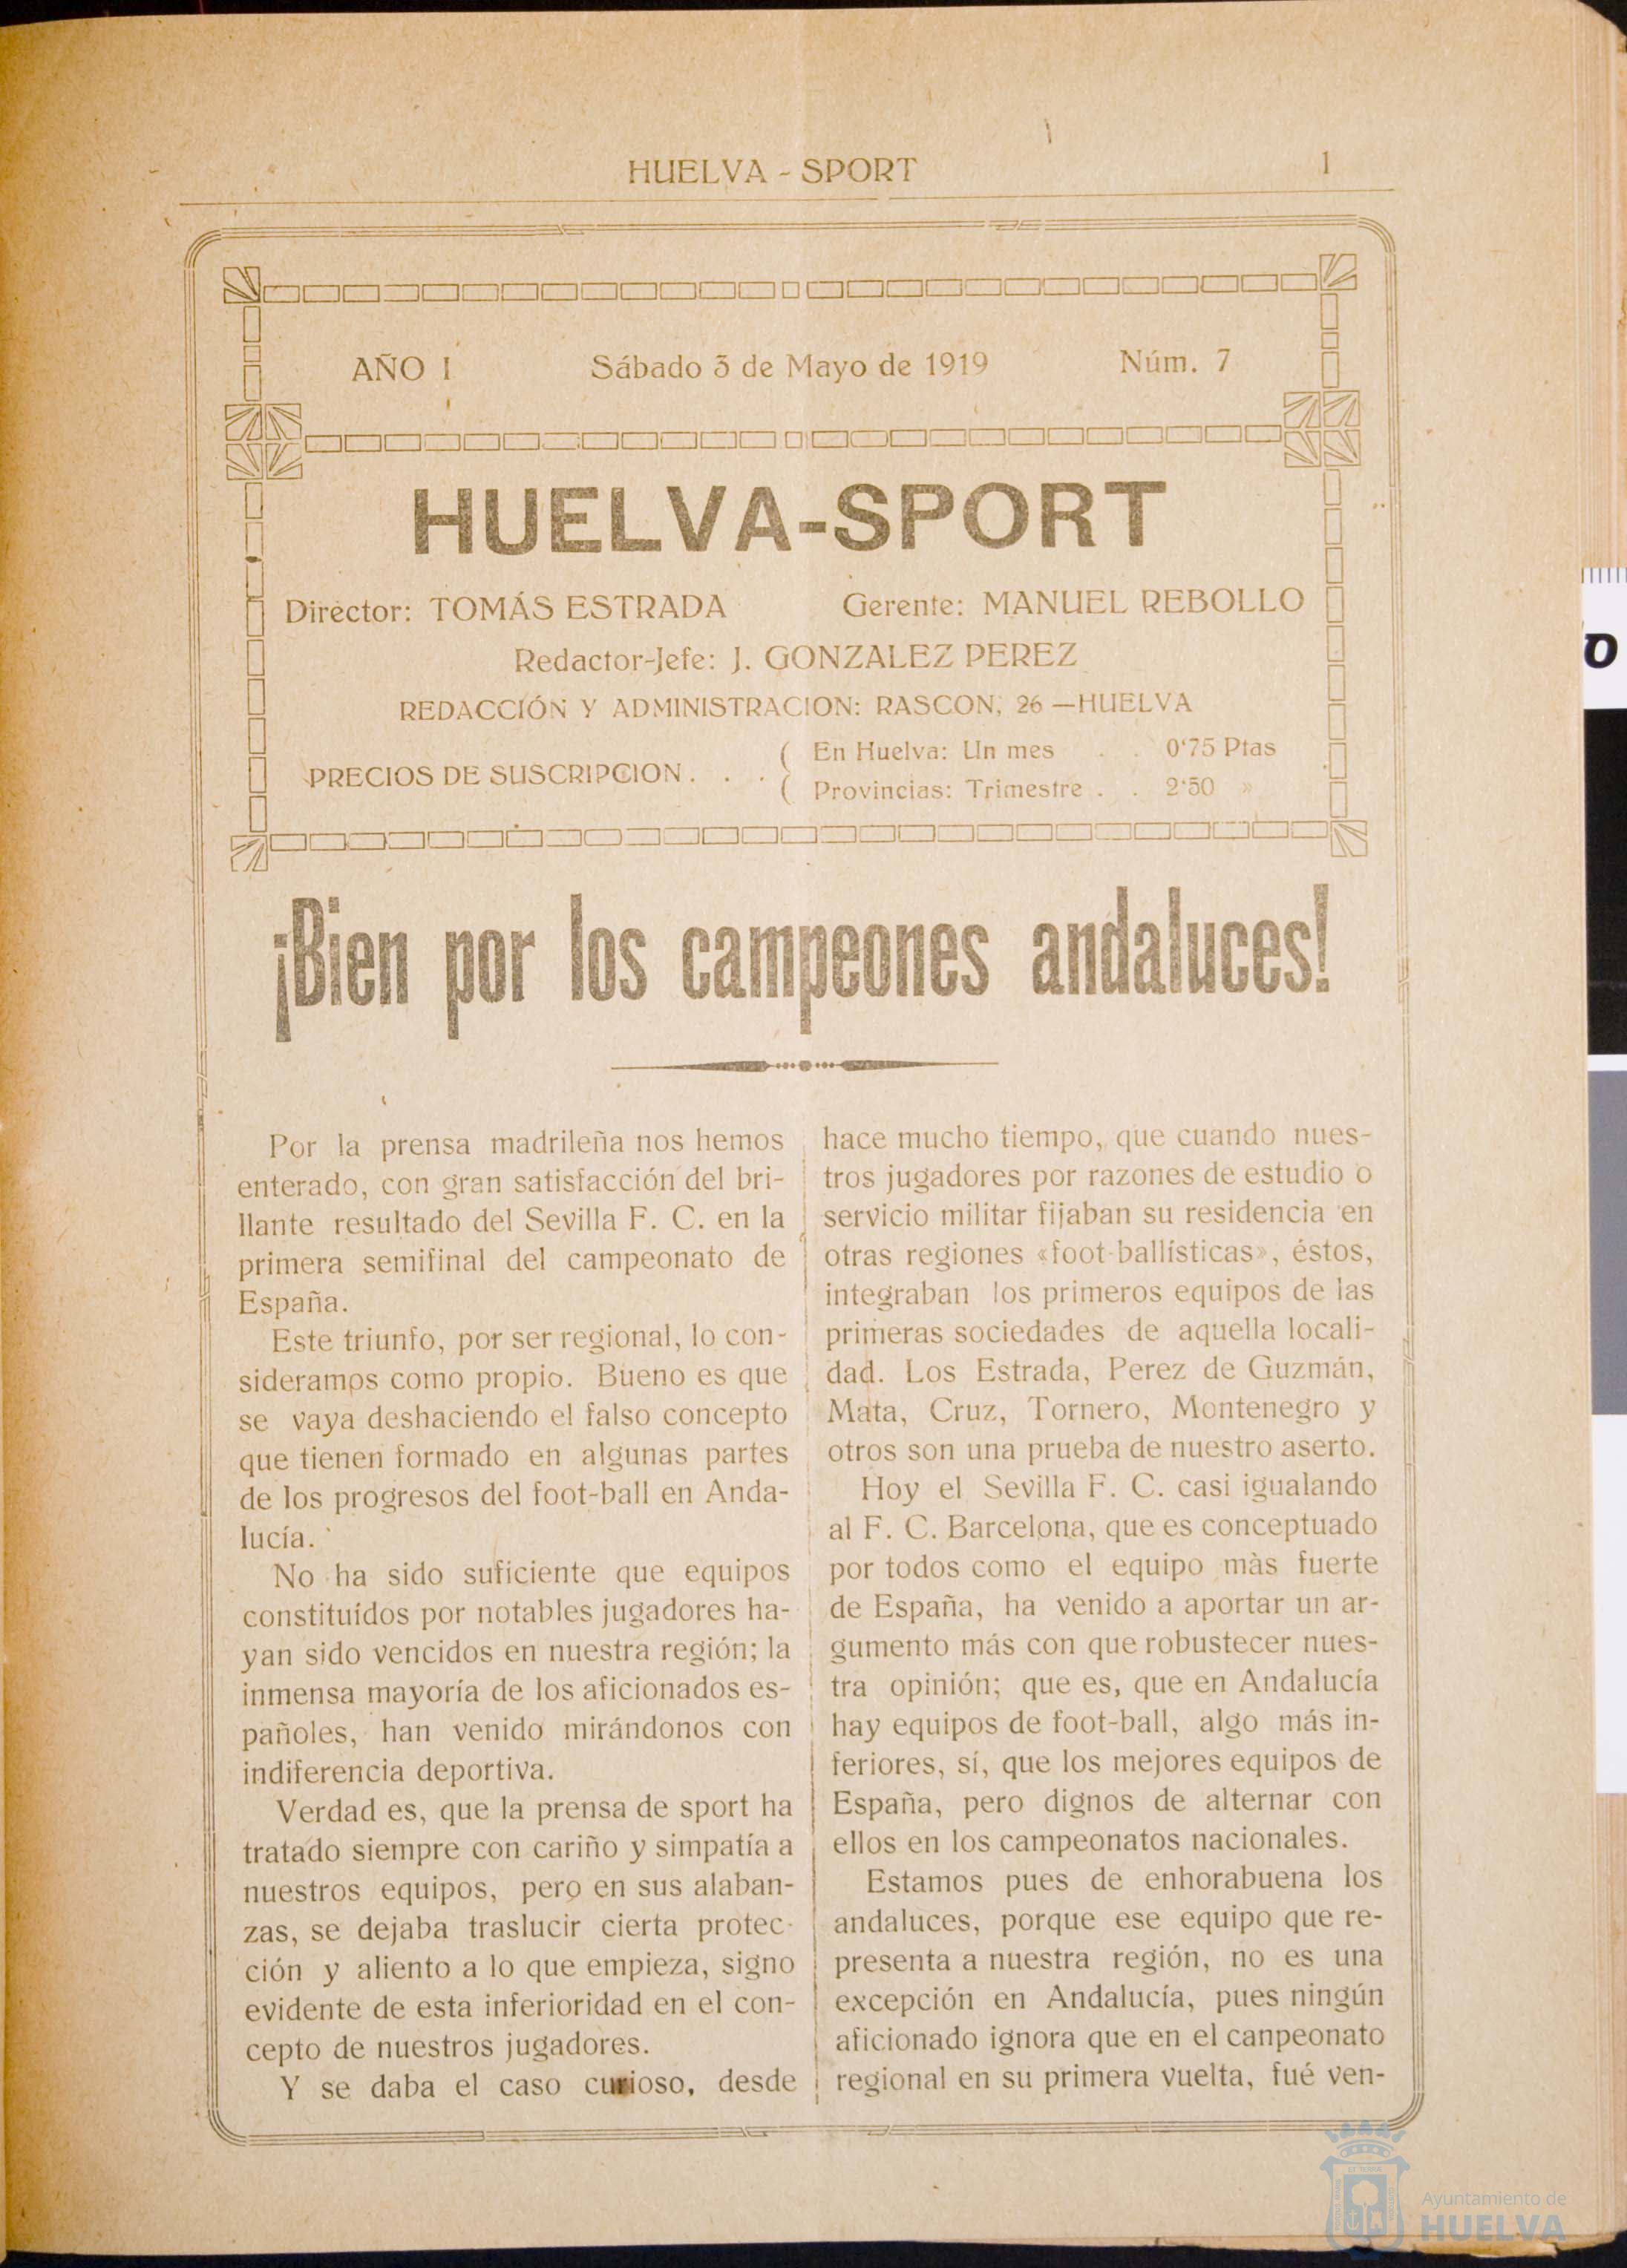 HUELVA - SPORT
1
AÑO I
Sábado 3 de Mayo de 1919
Núm. 7
HUELVA-SPORT
Director: TOMÁS ESTRADA
Gerente: MANUEL REBOLLO
Redactor-Jefe: J. GONZALEZ PEREZ
REDACCIÓN Y ADMINISTRACION: RASCON, 26 —HUELVA
PRECIOS DE SUSCRIPCION. . .
( En Huelva: Un mes . . 0'75 Ptas
( Provincias: Trimestre . . 2'50 »
¡Bien por los campeones andaluces!
Por la prensa madrileña nos hemos
enterado, con gran satisfacción del bri-
llante resultado del Sevilla F. C. en la
primera semifinal del campeonato de
España.
Este triunfo, por ser regional, lo con-
sideramos como propio. Bueno es que
se vaya deshaciendo el falso concepto
que tienen formado en algunas partes
de los progresos del foot-ball en Anda-
lucía.
No ha sido suficiente que equipos
constituídos por notables jugadores ha-
yan sido vencidos en nuestra región; la
inmensa mayoría de los aficionados es-
pañoles, han venido mirándonos con
indiferencia deportiva.
Verdad es, que la prensa de sport ha
tratado siempre con cariño y simpatía a
nuestros equipos, pero en sus alaban-
zas, se dejaba traslucir cierta protec-
ción y aliento a lo que empieza, signo
evidente de esta inferioridad en el con-
cepto de nuestros jugadores.
Y se daba el caso curioso, desde
hace mucho tiempo, que cuando nues-
tros jugadores por razones de estudio o
servicio militar fijaban su residencia en
otras regiones «foot-ballísticas», éstos,
integraban los primeros equipos de las
primeras sociedades de aquella locali-
dad. Los Estrada, Perez de Guzmán,
Mata, Cruz, Tornero, Montenegro y
otros son una prueba de nuestro aserto.
Hoy el Sevilla F. C. casi igualando
al F. C. Barcelona, que es conceptuado
por todos como el equipo màs fuerte
de España, ha venido a aportar un ar-
gumento más con que robustecer nues-
tra opinión; que es, que en Andalucía
hay equipos de foot-ball, algo más in-
feriores, sí, que los mejores equipos de
España, pero dignos de alternar con
ellos en los campeonatos nacionales.
Estamos pues de enhorabuena los
andaluces, porque ese equipo que re-
presenta a nuestra región, no es una
excepción en Andalucía, pues ningún
aficionado ignora que en el canpeonato
regional en su primera vuelta, fué ven-
Ayuntamiento de
HUELVA